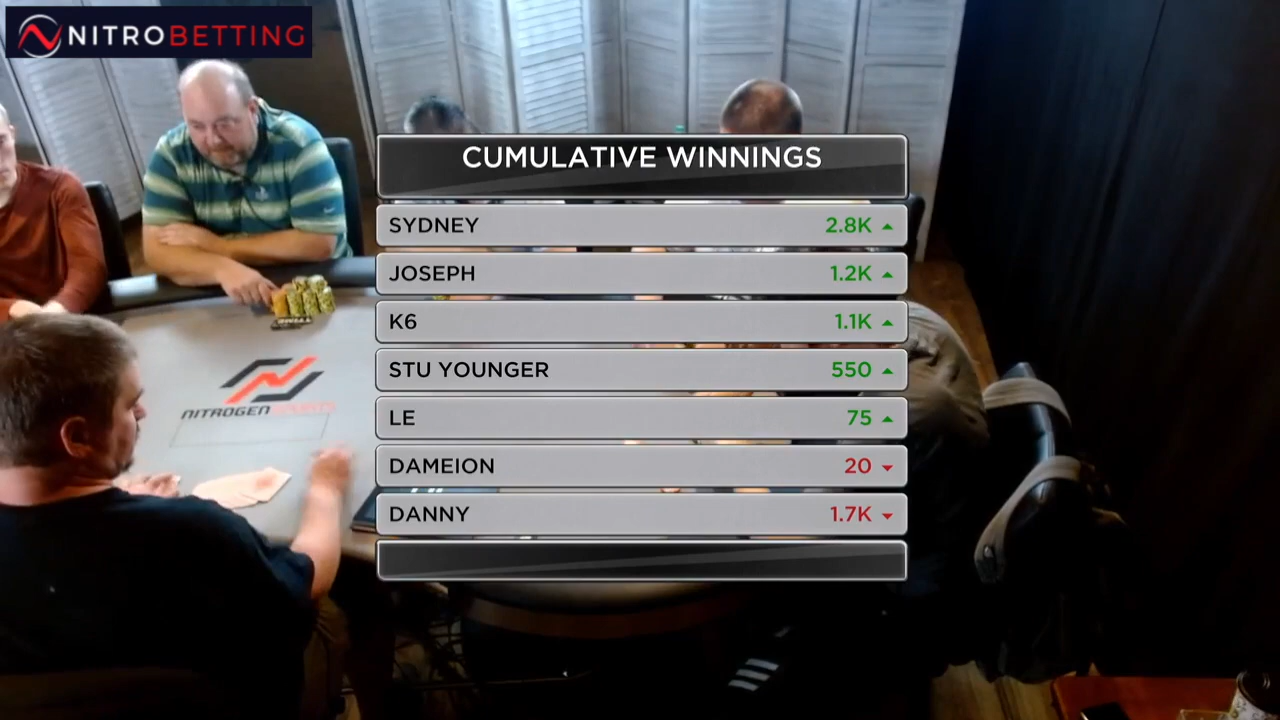 NITROBETTING
CUMULATIVE WINNINGS
SYDNEY 2.8K
JOSEPH 1.2K
K6 1.1K
STU YOUNGER 550
LE 75
DAMEION 20
DANNY 1.7K
NITROGEN SPORTS